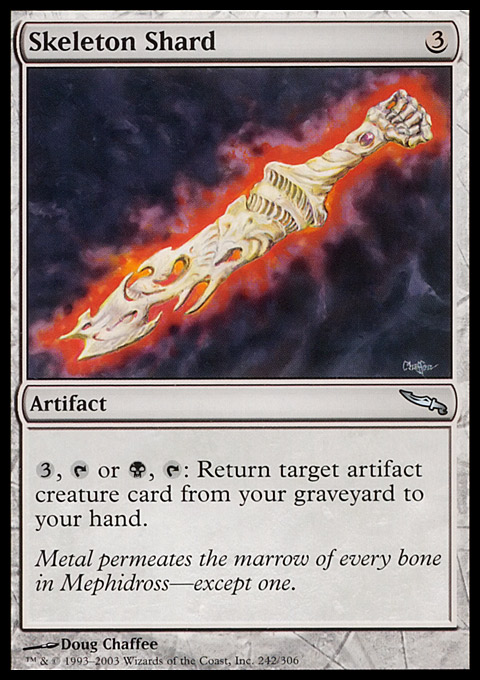 Skeleton Shard 3
Artifact
3, or , : Return target artifact
creature card from your graveyard to
your hand.
Metal permeates the marrow of every bone
in Mephidross—except one.
Doug Chaffee
™ & © 1993–2003 Wizards of the Coast, Inc. 242/306